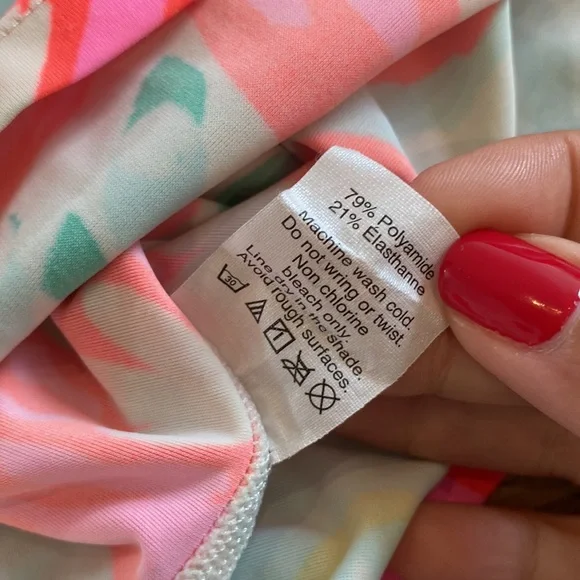 79% Polyamide
21% Élasthanne
Machine wash cold.
Do not wring or twist.
Non chlorine
bleach only
Line dry in the shade.
Avoid rough surfaces.
30